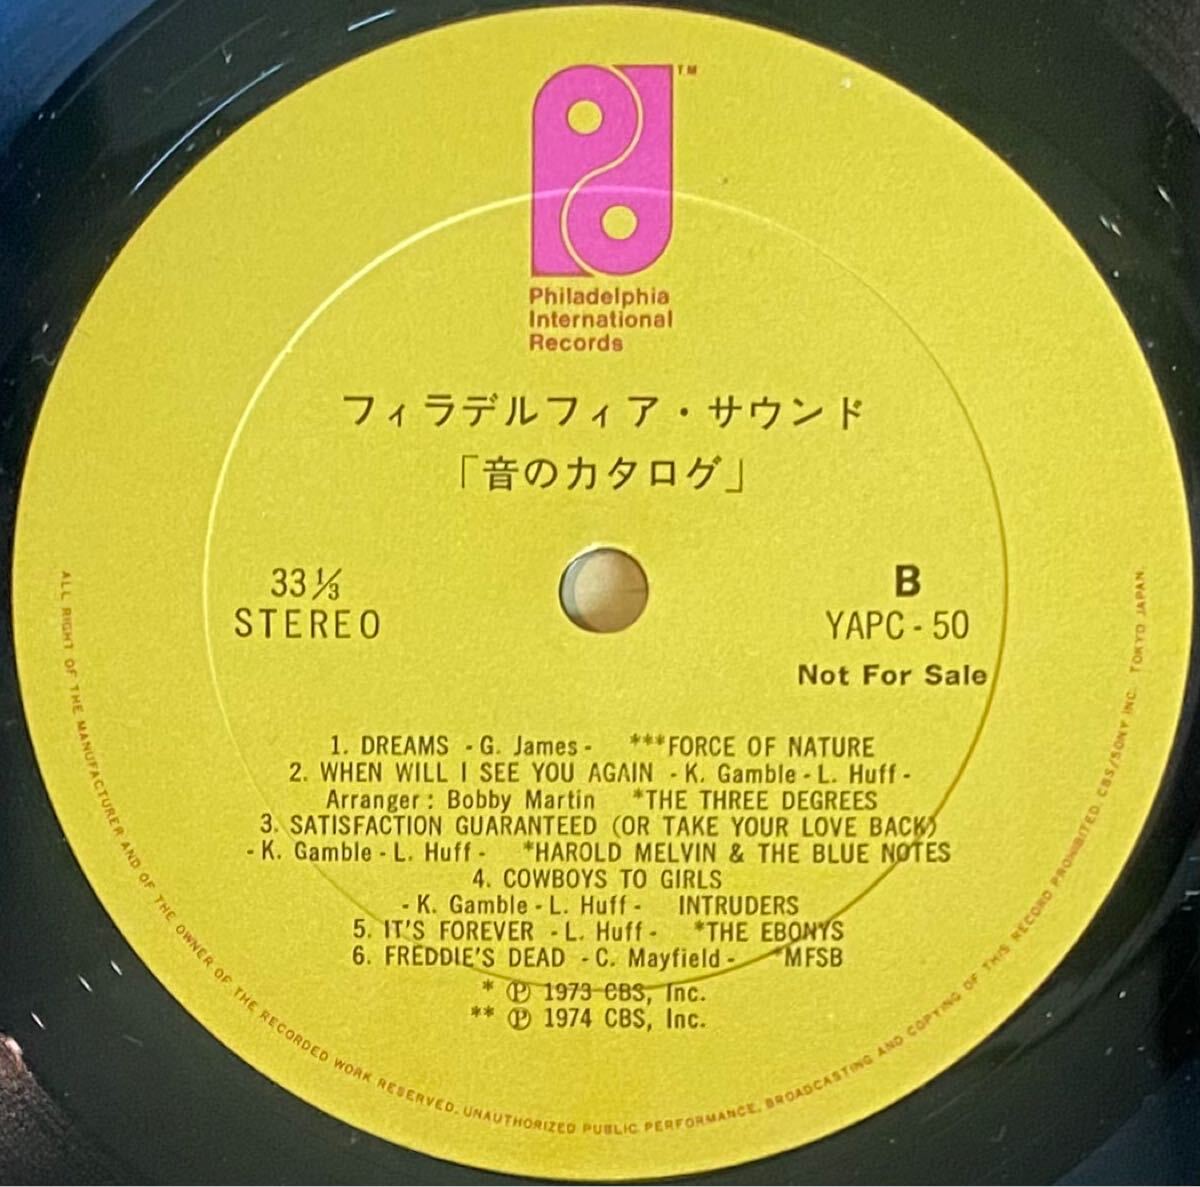 TM
Philadelphia
International
Records
フィラデルフィア・サウンド
「音のカタログ」
33 1/3
STEREO
B
YAPC - 50
Not For Sale
1. DREAMS - G. James - ***FORCE OF NATURE
2. WHEN WILL I SEE YOU AGAIN - K. Gamble - L. Huff -
Arranger : Bobby Martin *THE THREE DEGREES
3. SATISFACTION GUARANTEED (OR TAKE YOUR LOVE BACK)
- K. Gamble - L. Huff - *HAROLD MELVIN & THE BLUE NOTES
4. COWBOYS TO GIRLS
- K. Gamble - L. Huff - INTRUDERS
5. IT'S FOREVER - L. Huff - *THE EBONYS
6. FREDDIE'S DEAD - C. Mayfield - *MFSB
* Ⓟ 1973 CBS, Inc.
** Ⓟ 1974 CBS, Inc.
ALL RIGHT OF THE MANUFACTURER AND OF THE OWNER OF THE RECORDED WORK RESERVED. UNAUTHORIZED PUBLIC PERFORMANCE, BROADCASTING AND COPYING OF THIS RECORD PROHIBITED. CBS/SONY INC. TOKYO JAPAN.